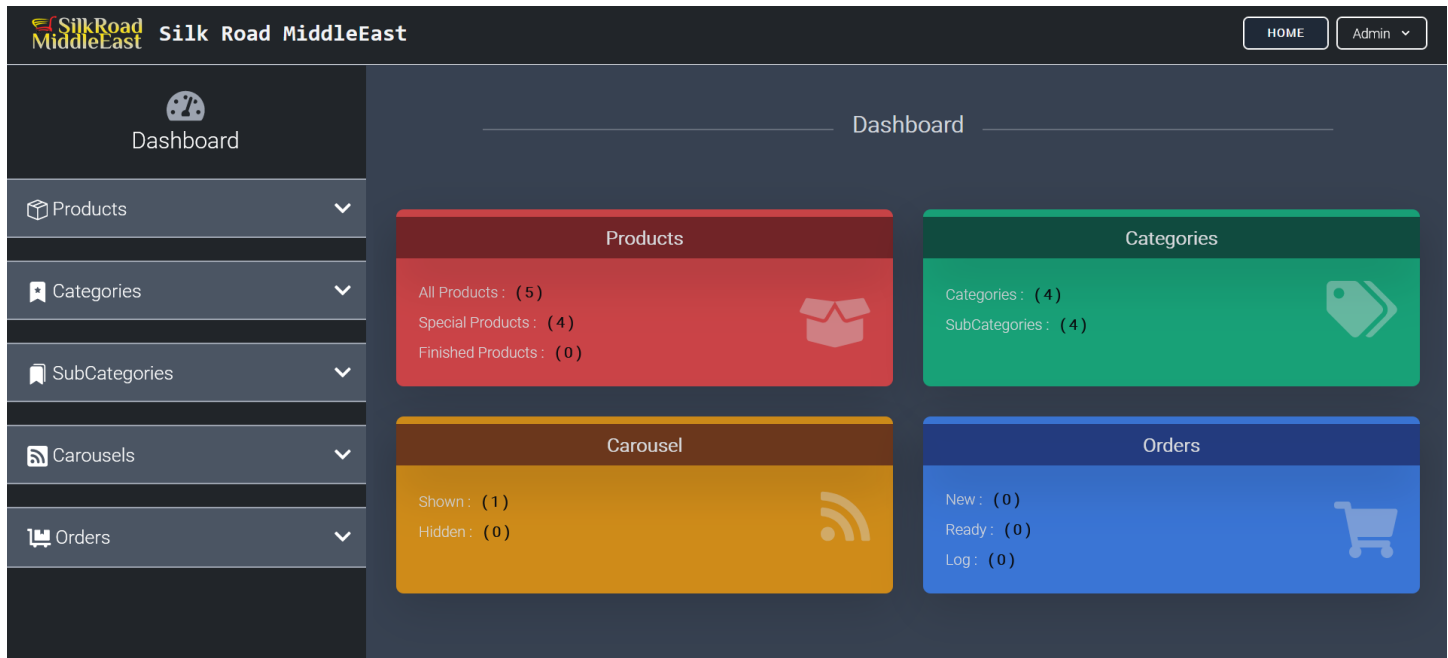 SilkRoad
MiddleEast
Silk Road MiddleEast
HOME
Admin
Dashboard
Products
Categories
SubCategories
Carousels
Orders
Dashboard
Products
All Products : (5)
Special Products : (4)
Finished Products : (0)
Categories
Categories : (4)
SubCategories : (4)
Carousel
Shown : (1)
Hidden : (0)
Orders
New : (0)
Ready : (0)
Log : (0)